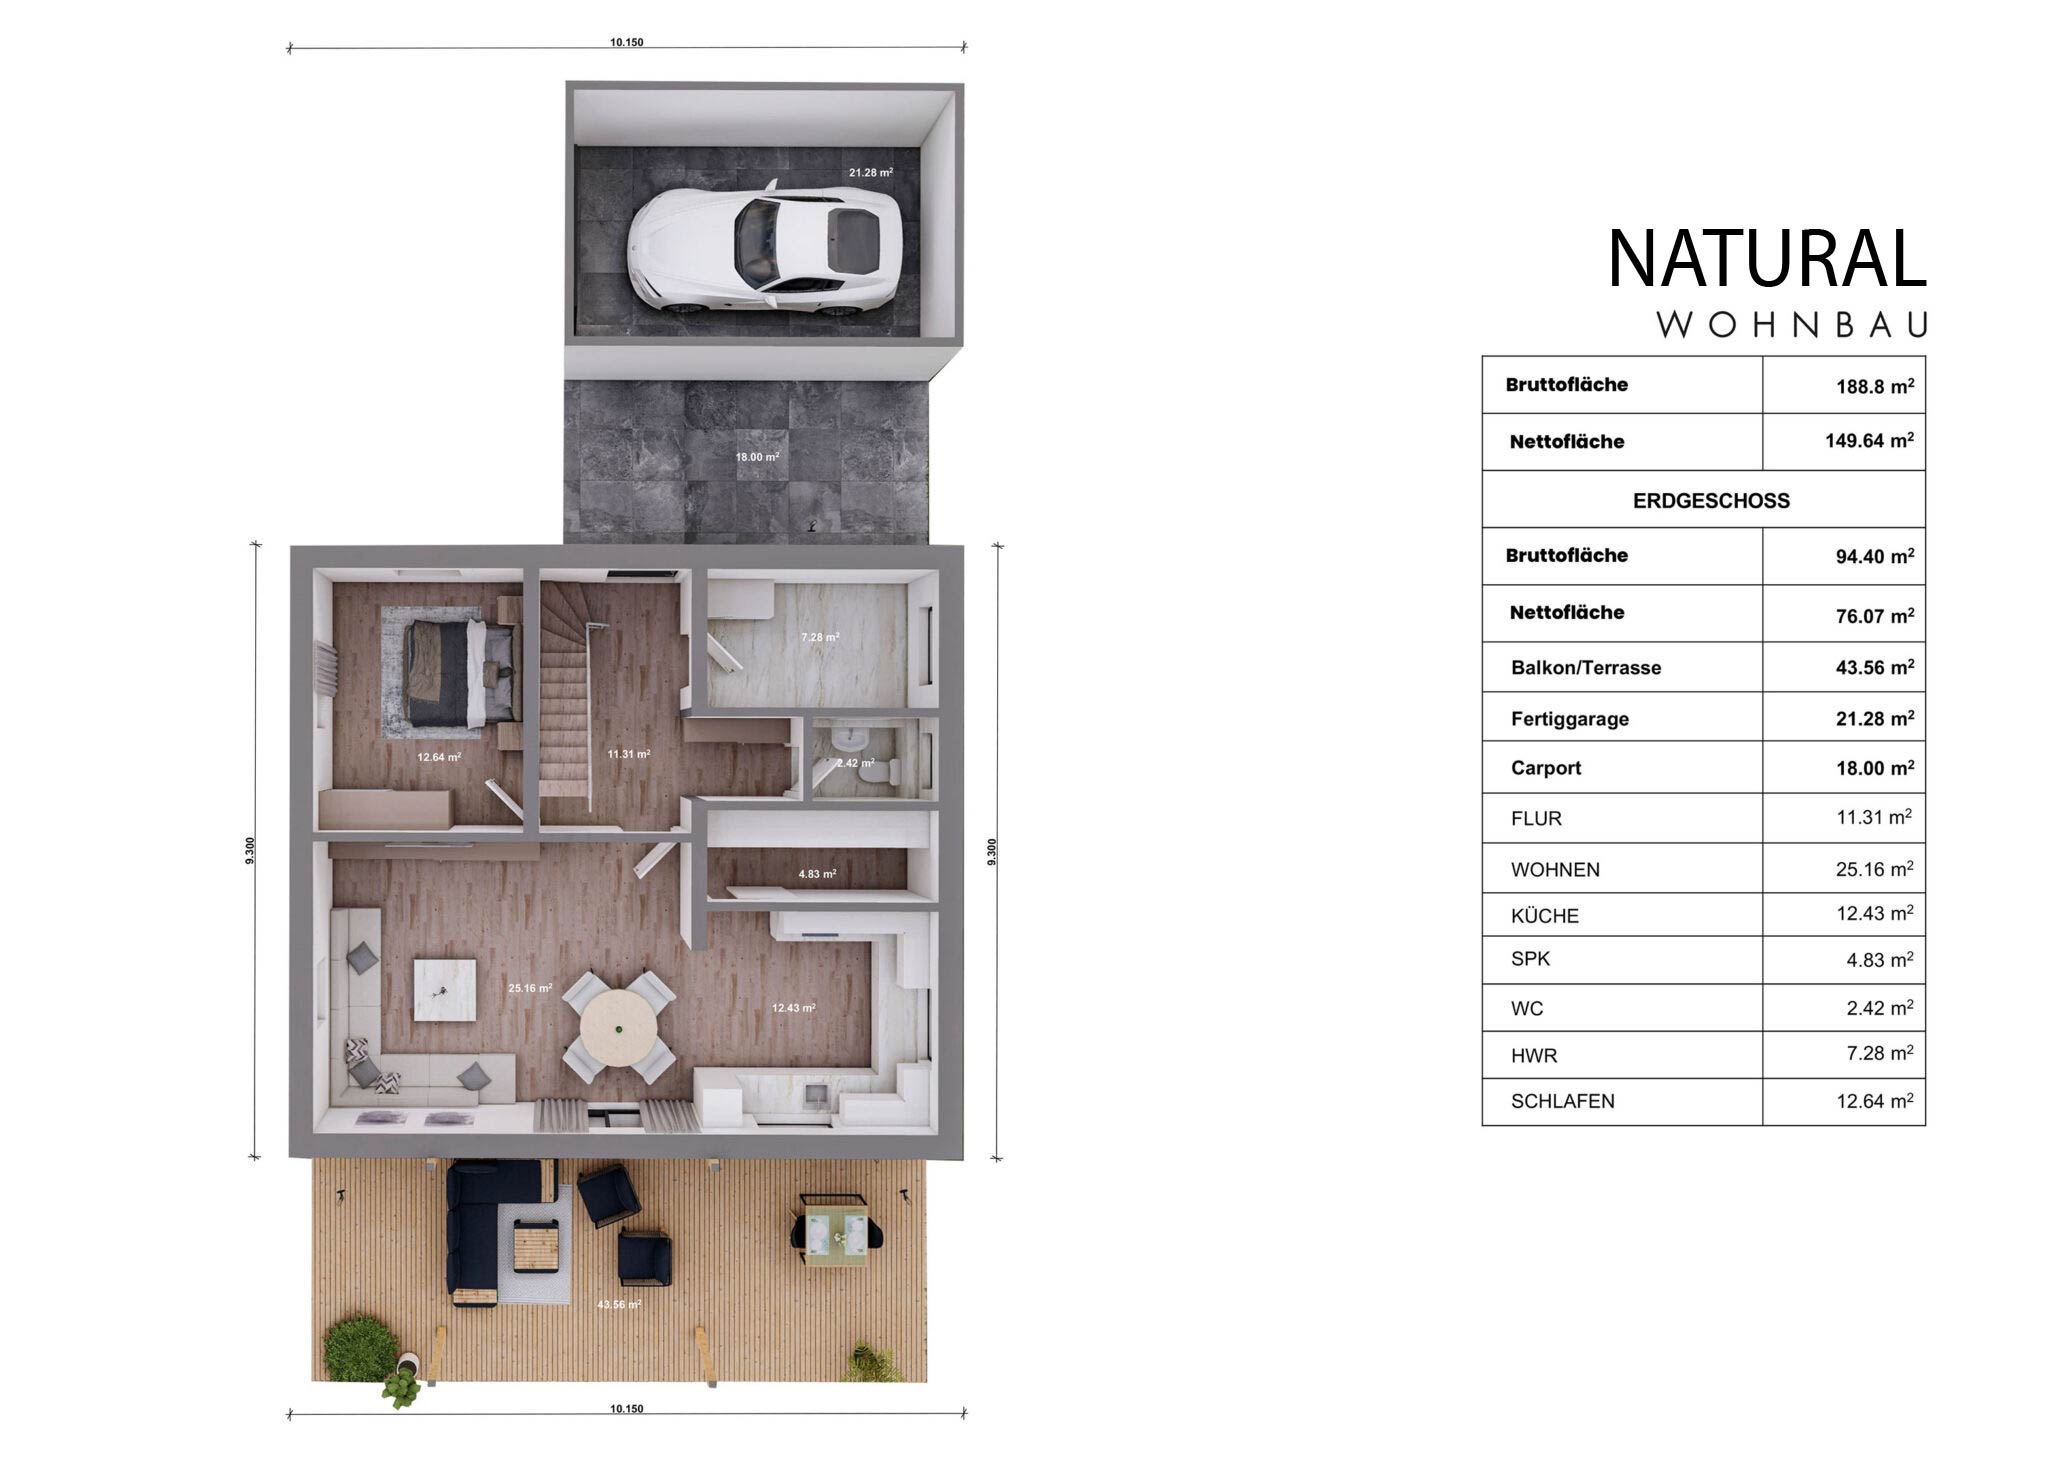 10.150
21.28 m²
18.00 m²
7.28 m²
12.64 m²
11.31 m²
2.42 m²
9.300
9.300
4.83 m²
25.16 m²
12.43 m²
43.56 m²
10.150
NATURAL
WOHNBAU
Bruttofläche 188.8 m²
Nettofläche 149.64 m²
ERDGESCHOSS
Bruttofläche 94.40 m²
Nettofläche 76.07 m²
Balkon/Terrasse 43.56 m²
Fertiggarage 21.28 m²
Carport 18.00 m²
FLUR 11.31 m²
WOHNEN 25.16 m²
KÜCHE 12.43 m²
SPK 4.83 m²
WC 2.42 m²
HWR 7.28 m²
SCHLAFEN 12.64 m²